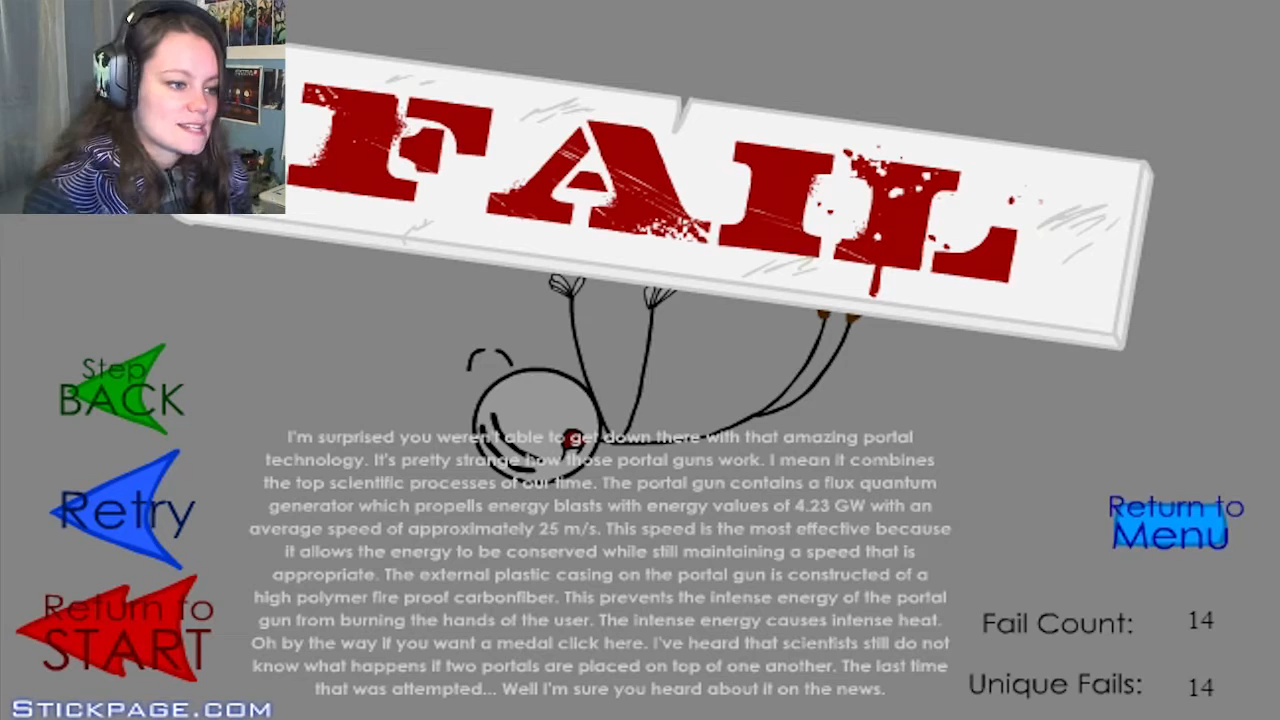 FAIL
Step
BACK
Retry
Return to
START
I'm surprised you weren't able to get down there with that amazing portal
technology. It's pretty strange how those portal guns work. I mean it combines
the top scientific processes of our time. The portal gun contains a flux quantum
generator which propells energy blasts with energy values of 4.23 GW with an
average speed of approximately 25 m/s. This speed is the most effective because
it allows the energy to be conserved while still maintaining a speed that is
appropriate. The external plastic casing on the portal gun is constructed of a
high polymer fire proof carbonfiber. This prevents the intense energy of the portal
gun from burning the hands of the user. The intense energy causes intense heat.
Oh by the way if you want a medal click here. I've heard that scientists still do not
know what happens if two portals are placed on top of one another. The last time
that was attempted... Well I'm sure you heard about it on the news.
Return to
Menu
Fail Count: 14
Unique Fails: 14
STICKPAGE.COM